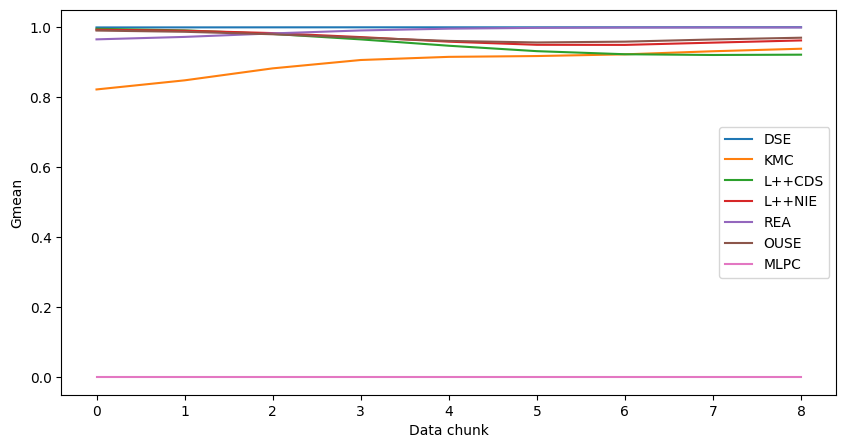 1.0
0.8
0.6
0.4
0.2
0.0
Gmean
0 1 2 3 4 5 6 7 8
Data chunk
DSE
KMC
L++CDS
L++NIE
REA
OUSE
MLPC